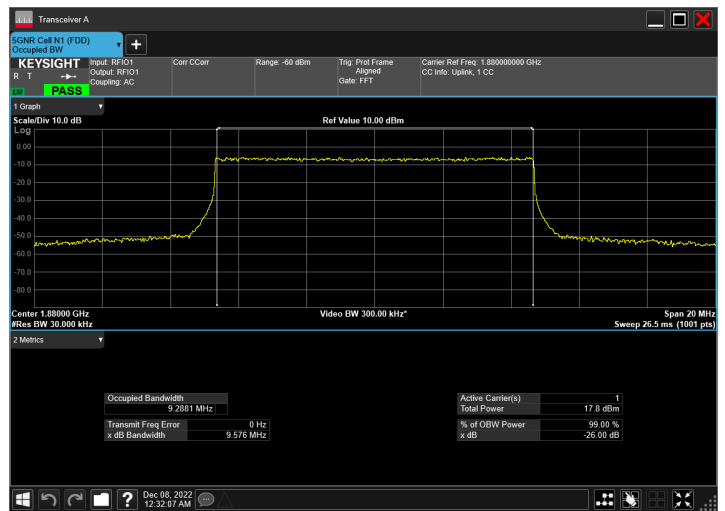 Transceiver A
5GNR Cell N1 (FDD)
Occupied BW
KEYSIGHT
R T
LXI
PASS
Input: RFIO1
Output: RFIO1
Coupling: AC
Corr CCorr
Range: -60 dBm
Trig: Prot Frame
Aligned
Gate: FFT
Carrier Ref Freq: 1.880000000 GHz
CC Info: Uplink, 1 CC
1 Graph
Scale/Div 10.0 dB
Ref Value 10.00 dBm
Log
0.00
-10.0
-20.0
-30.0
-40.0
-50.0
-60.0
-70.0
-80.0
Center 1.88000 GHz
Video BW 300.00 kHz*
Span 20 MHz
#Res BW 30.000 kHz
Sweep 26.5 ms (1001 pts)
2 Metrics
Occupied Bandwidth
9.2881 MHz
Transmit Freq Error 0 Hz
x dB Bandwidth 9.576 MHz
Active Carrier(s) 1
Total Power 17.8 dBm
% of OBW Power 99.00 %
x dB -26.00 dB
?
Dec 08, 2022
12:32:07 AM